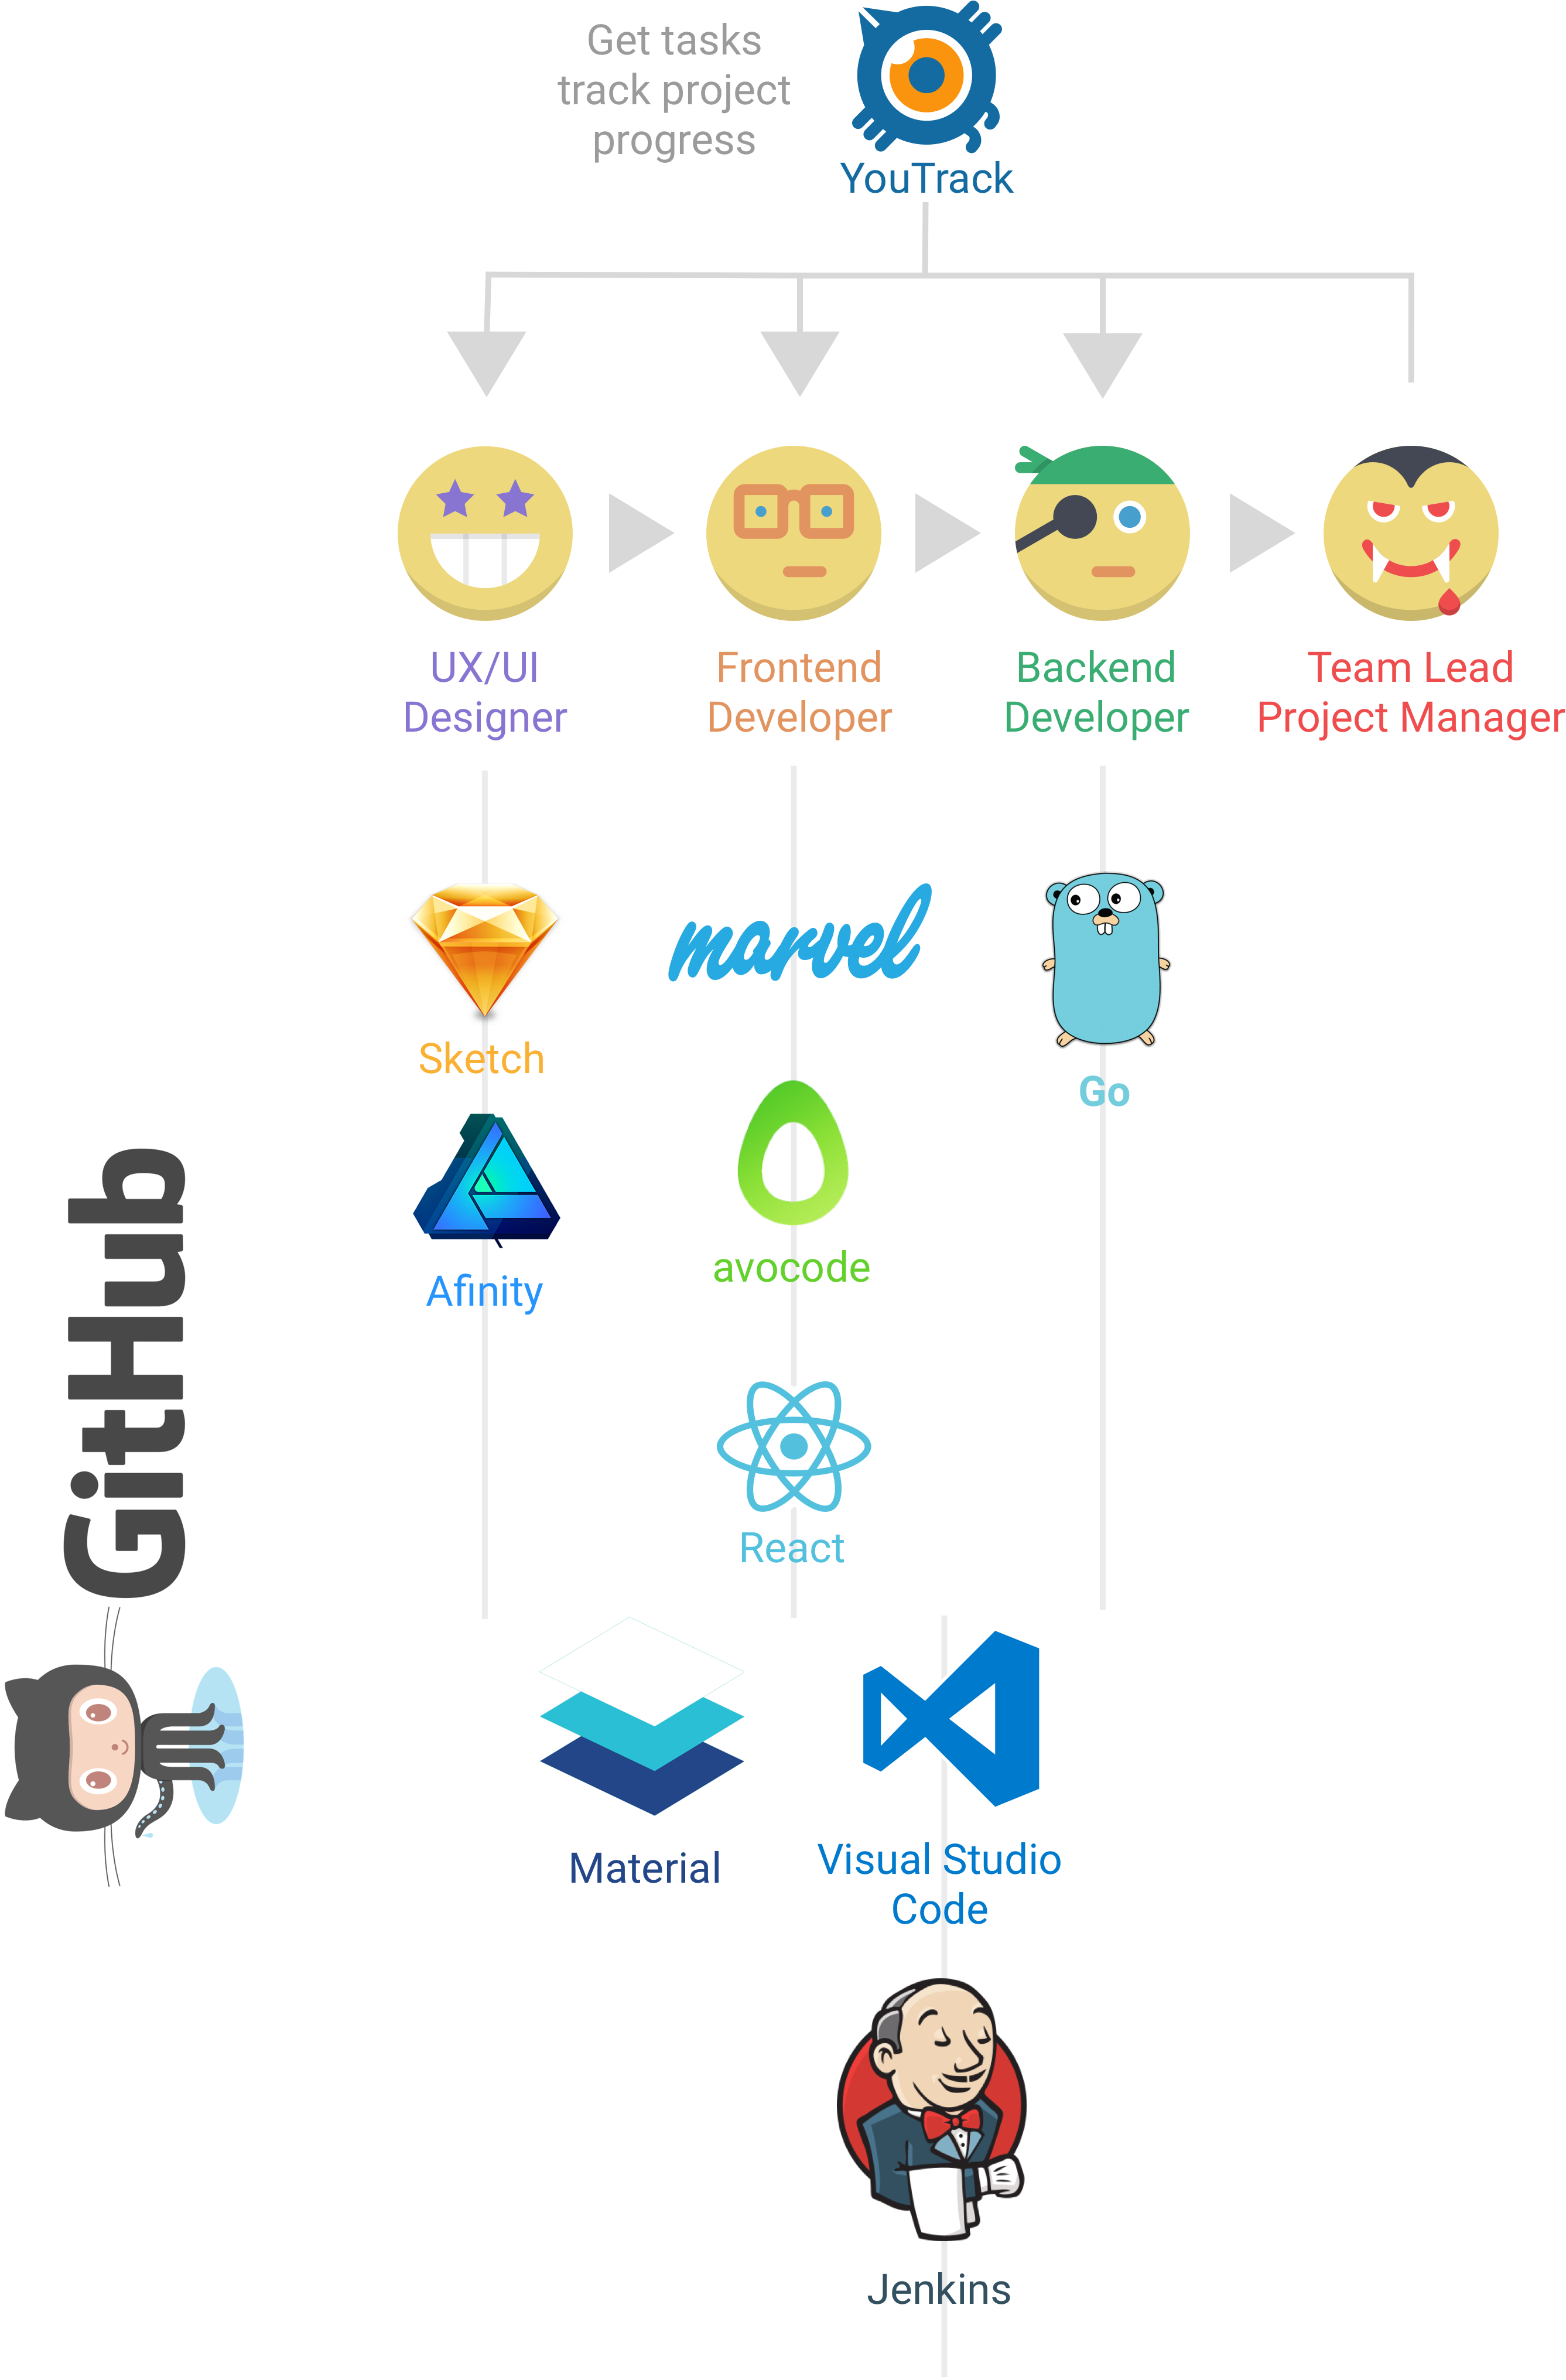 Get tasks
track project
progress
YouTrack
UX/UI
Designer
Frontend
Developer
Backend
Developer
Team Lead
Project Manager
marvel
Sketch
Go
avocode
Afinity
GitHub
React
Material
Visual Studio
Code
Jenkins